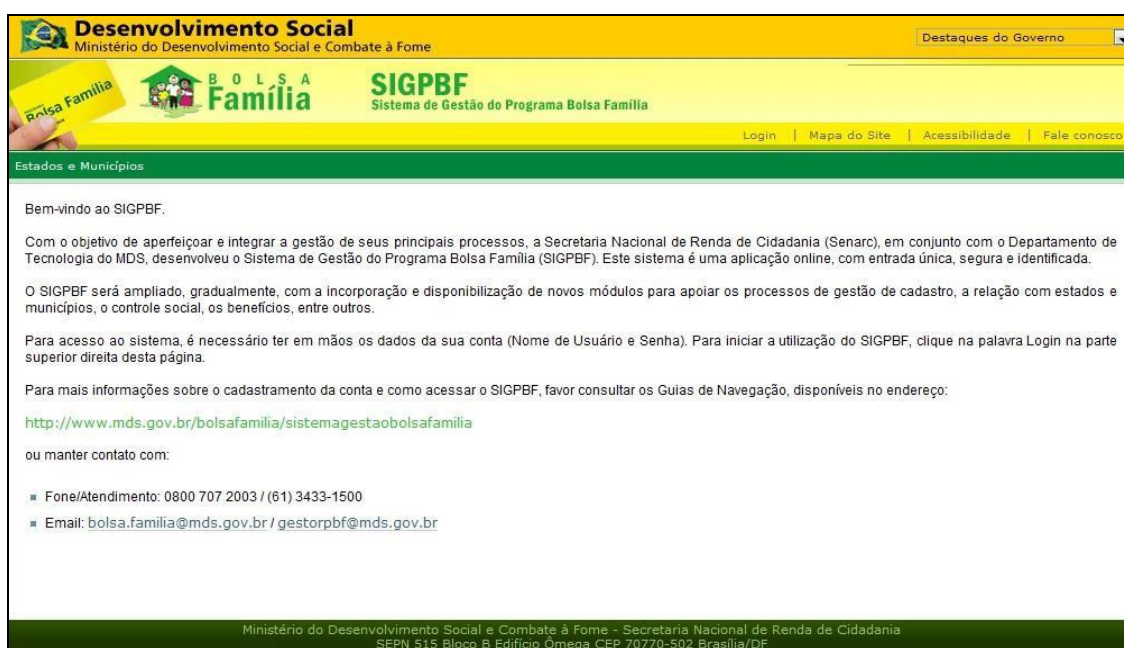 Desenvolvimento Social
Ministério do Desenvolvimento Social e Combate à Fome
Destaques do Governo
Bolsa Família
BOLSA
Família
SIGPBF
Sistema de Gestão do Programa Bolsa Família
Login | Mapa do Site | Acessibilidade | Fale conosco
Estados e Municípios
Bem-vindo ao SIGPBF.
Com o objetivo de aperfeiçoar e integrar a gestão de seus principais processos, a Secretaria Nacional de Renda de Cidadania (Senarc), em conjunto com o Departamento de
Tecnologia do MDS, desenvolveu o Sistema de Gestão do Programa Bolsa Família (SIGPBF). Este sistema é uma aplicação online, com entrada única, segura e identificada.
O SIGPBF será ampliado, gradualmente, com a incorporação e disponibilização de novos módulos para apoiar os processos de gestão de cadastro, a relação com estados e
municípios, o controle social, os benefícios, entre outros.
Para acesso ao sistema, é necessário ter em mãos os dados da sua conta (Nome de Usuário e Senha). Para iniciar a utilização do SIGPBF, clique na palavra Login na parte
superior direita desta página.
Para mais informações sobre o cadastramento da conta e como acessar o SIGPBF, favor consultar os Guias de Navegação, disponíveis no endereço:
http://www.mds.gov.br/bolsafamilia/sistemagestaobolsafamilia
ou manter contato com:
Fone/Atendimento: 0800 707 2003 / (61) 3433-1500
Email: bolsa.familia@mds.gov.br / gestorpbf@mds.gov.br
Ministério do Desenvolvimento Social e Combate à Fome - Secretaria Nacional de Renda de Cidadania
SEPN 515 Bloco B Edifício Ômega CEP 70770-502 Brasília/DF